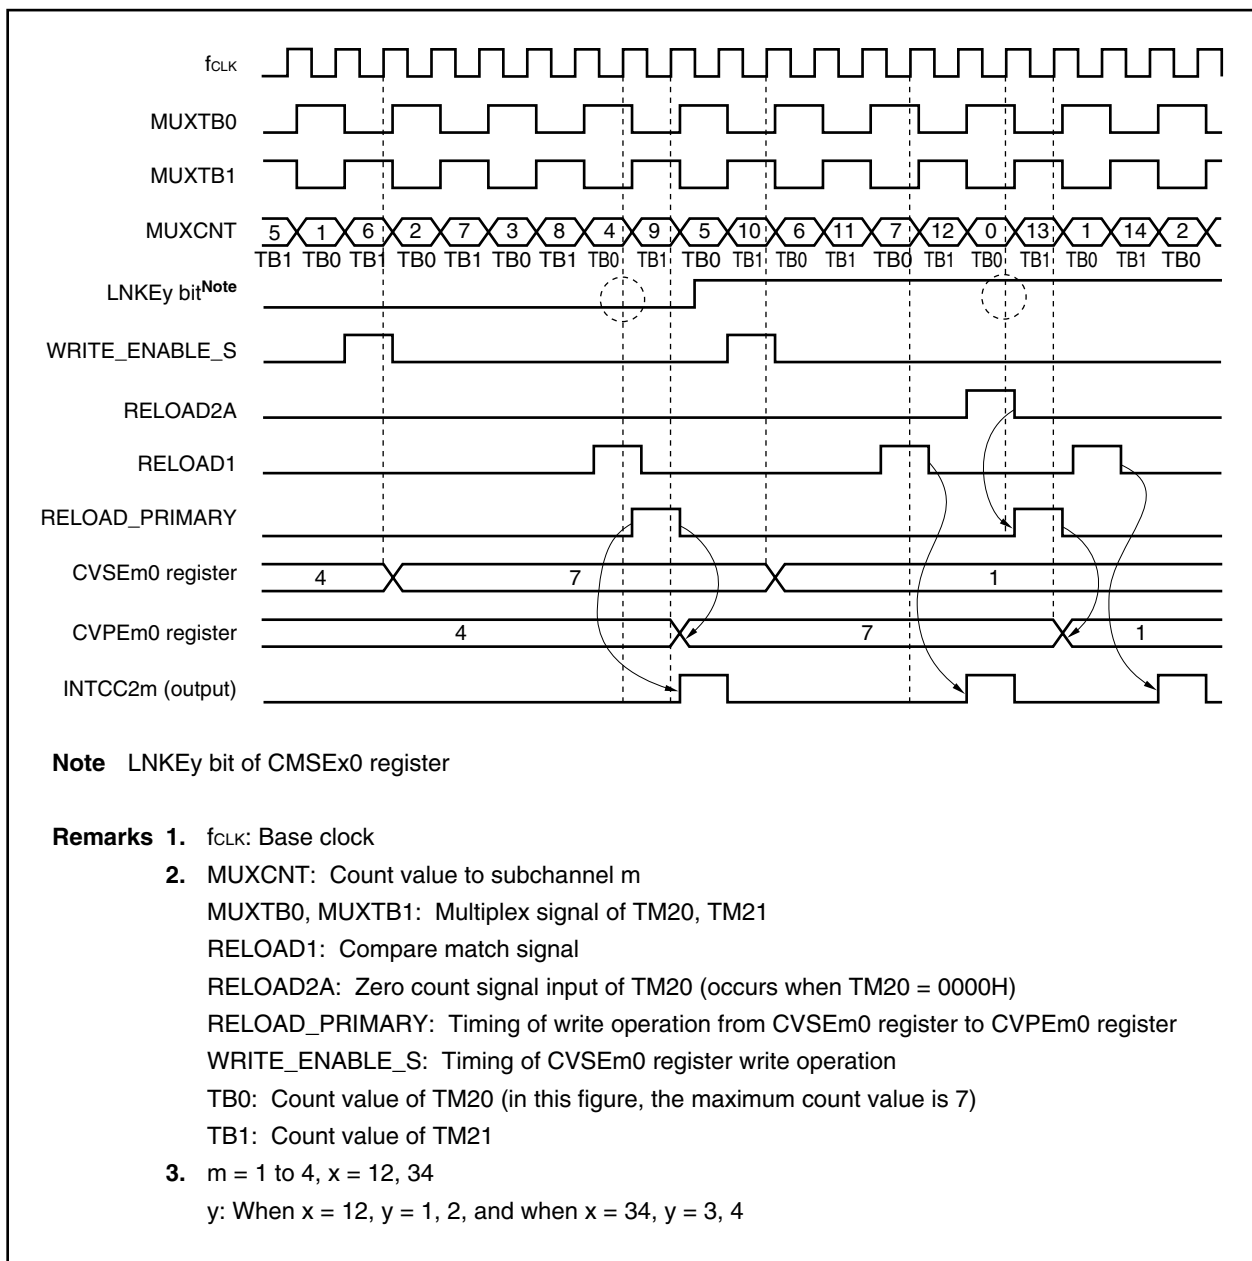 fCLK
MUXTB0
MUXTB1
MUXCNT 5 1 6 2 7 3 8 4 9 5 10 6 11 7 12 0 13 1 14 2
TB1 TB0 TB1 TB0 TB1 TB0 TB1 TB0 TB1 TB0 TB1 TB0 TB1 TB0 TB1 TB0 TB1 TB0 TB1 TB0
LNKEy bitNote
WRITE_ENABLE_S
RELOAD2A
RELOAD1
RELOAD_PRIMARY
CVSEm0 register 4 7 1
CVPEm0 register 4 7 1
INTCC2m (output)
Note LNKEy bit of CMSEx0 register
Remarks 1. fCLK: Base clock
2. MUXCNT: Count value to subchannel m
MUXTB0, MUXTB1: Multiplex signal of TM20, TM21
RELOAD1: Compare match signal
RELOAD2A: Zero count signal input of TM20 (occurs when TM20 = 0000H)
RELOAD_PRIMARY: Timing of write operation from CVSEm0 register to CVPEm0 register
WRITE_ENABLE_S: Timing of CVSEm0 register write operation
TB0: Count value of TM20 (in this figure, the maximum count value is 7)
TB1: Count value of TM21
3. m = 1 to 4, x = 12, 34
y: When x = 12, y = 1, 2, and when x = 34, y = 3, 4